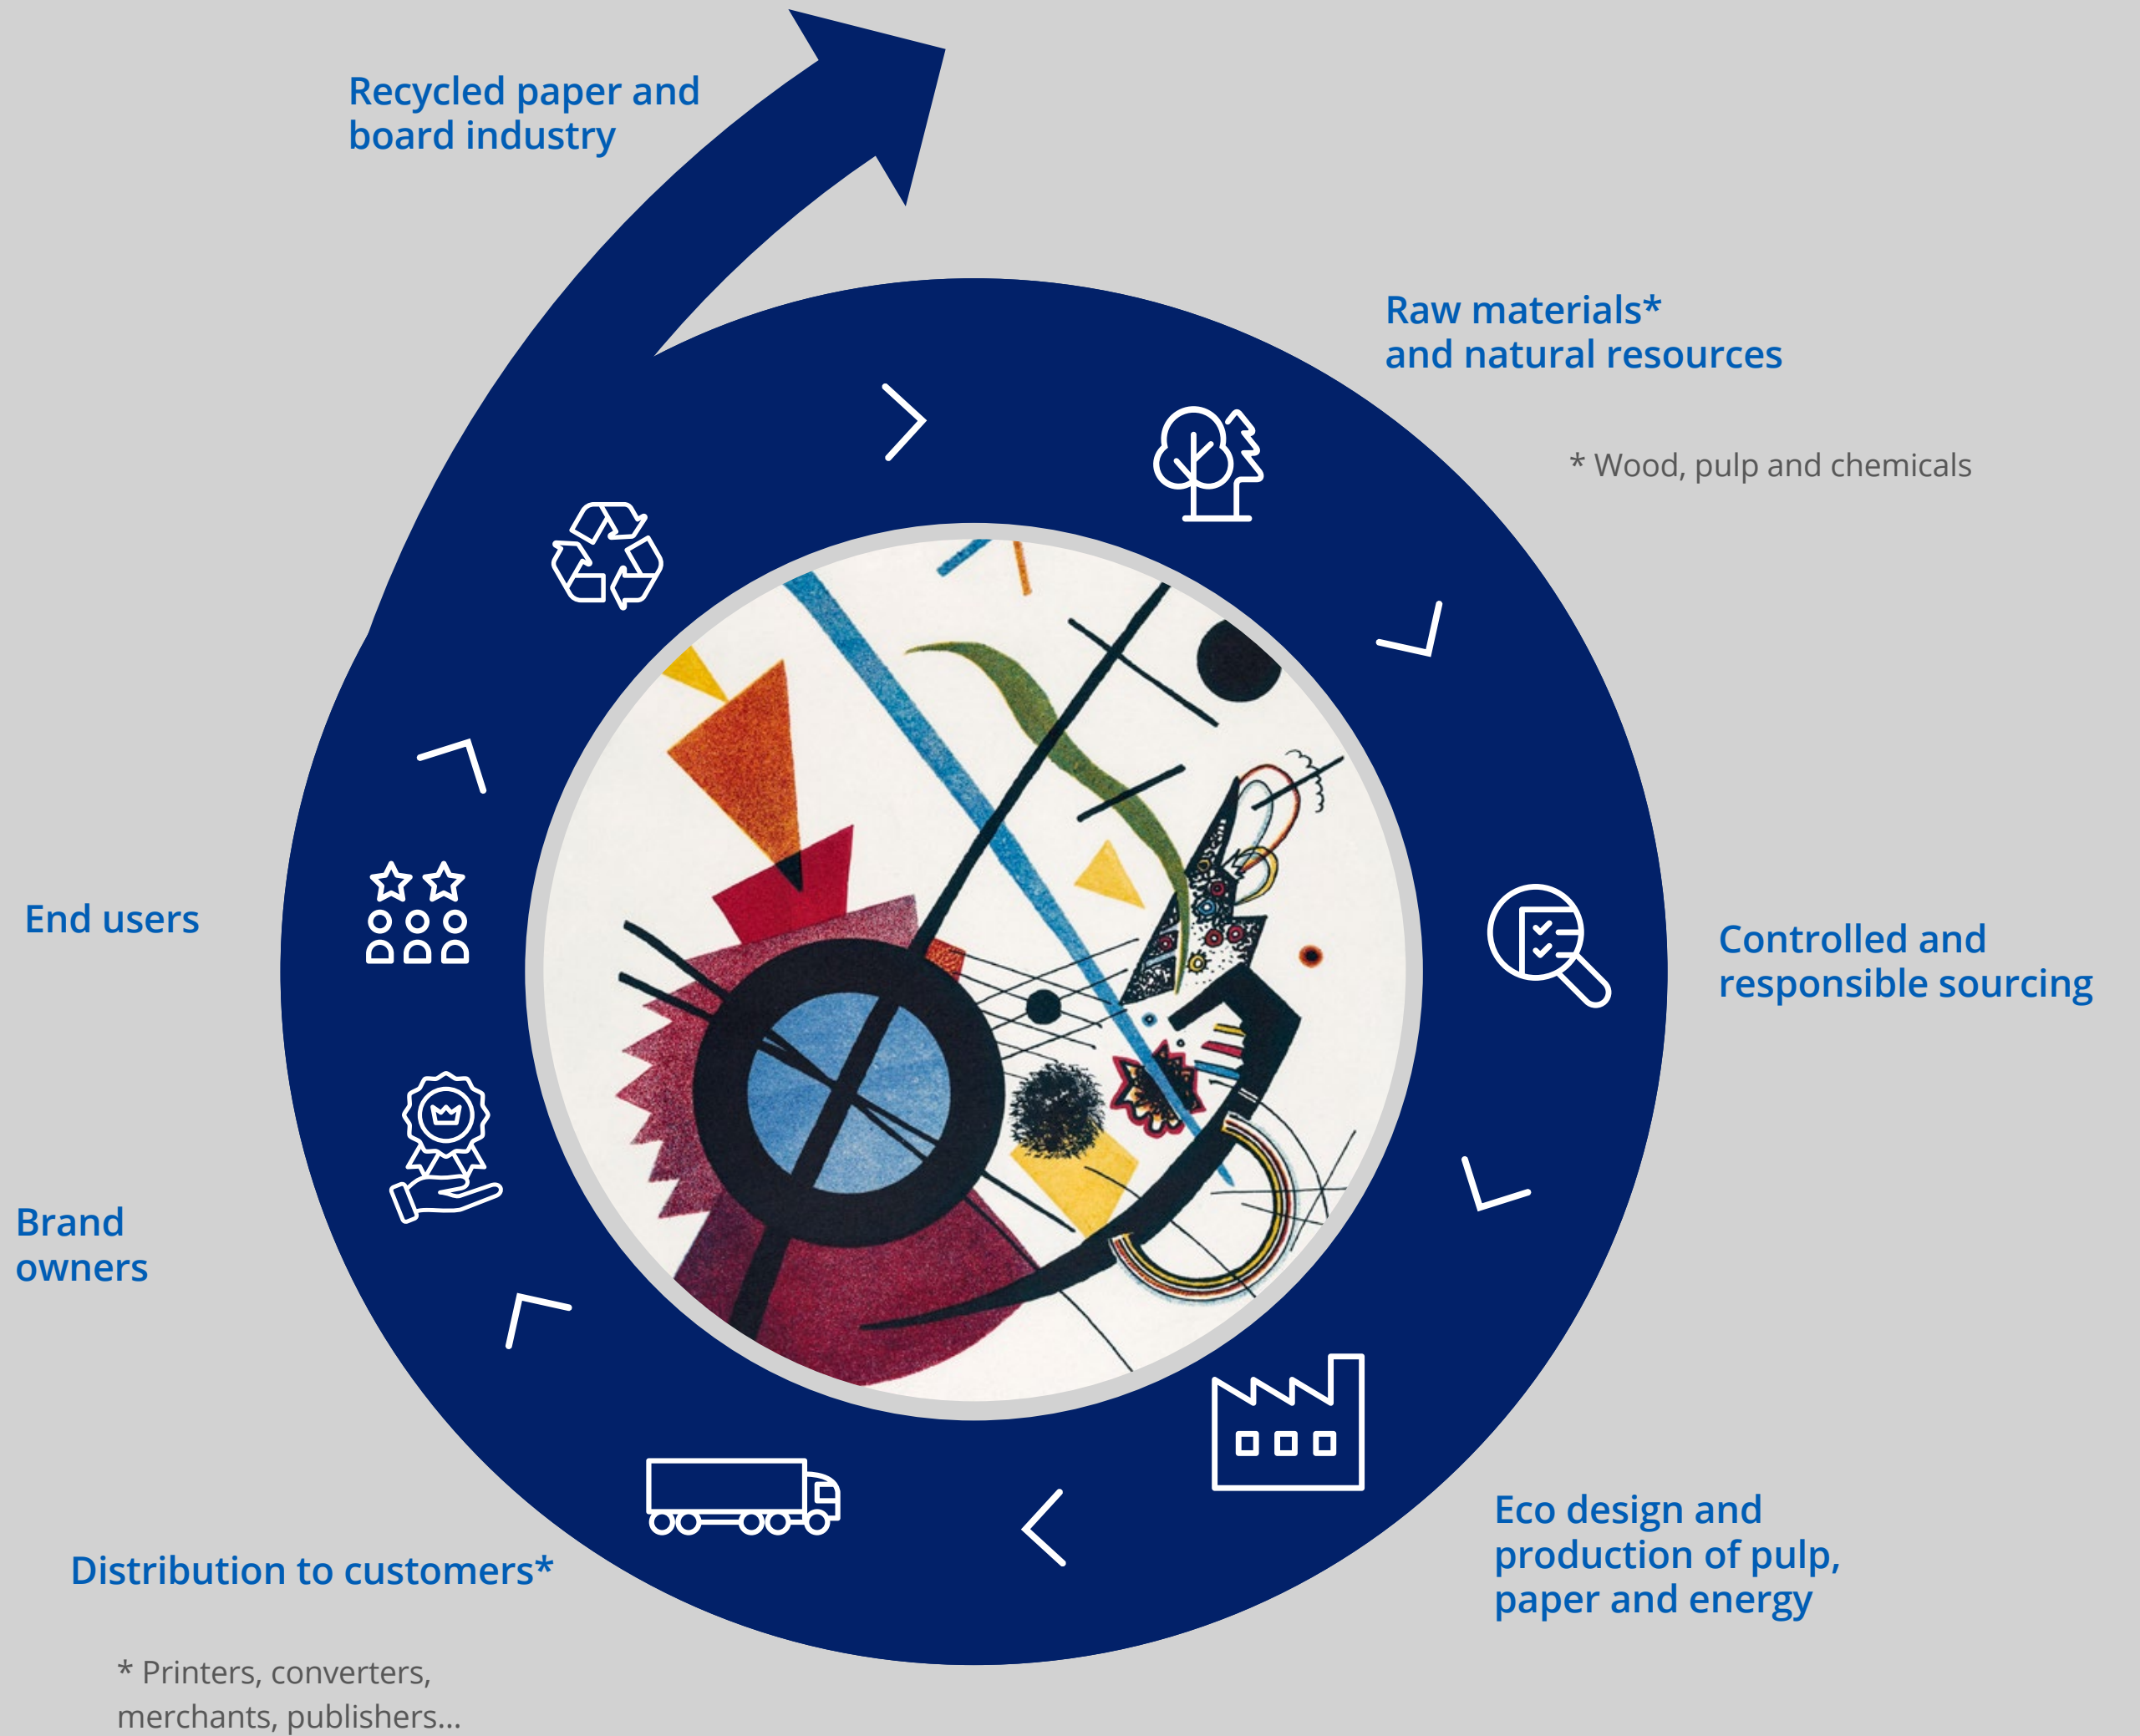 Recycled paper and
board industry
Raw materials*
and natural resources
* Wood, pulp and chemicals
End users
Controlled and
responsible sourcing
Brand
owners
Eco design and
production of pulp,
paper and energy
Distribution to customers*
* Printers, converters,
merchants, publishers...